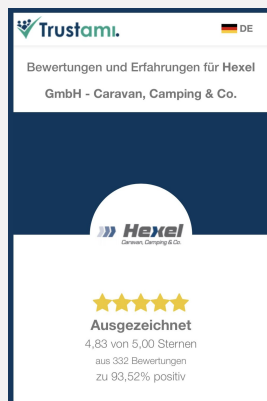 Trustami.
DE
Bewertungen und Erfahrungen für Hexel
GmbH - Caravan, Camping & Co.
Hexel
Caravan, Camping & Co.
Ausgezeichnet
4,83 von 5,00 Sternen
aus 332 Bewertungen
zu 93,52% positiv